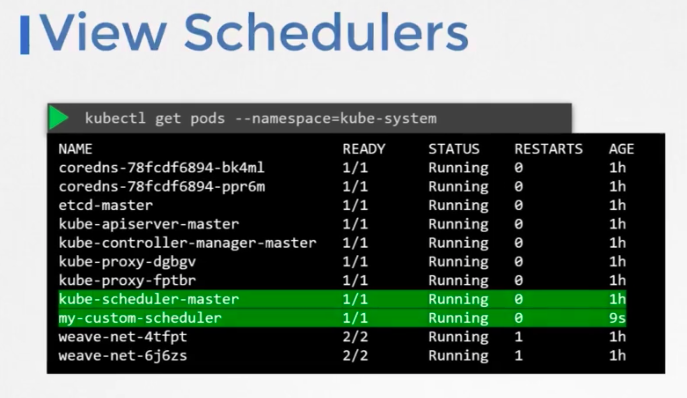 View Schedulers
kubectl get pods --namespace=kube-system
NAME READY STATUS RESTARTS AGE
coredns-78fcdf6894-bk4ml 1/1 Running 0 1h
coredns-78fcdf6894-ppr6m 1/1 Running 0 1h
etcd-master 1/1 Running 0 1h
kube-apiserver-master 1/1 Running 0 1h
kube-controller-manager-master 1/1 Running 0 1h
kube-proxy-dgbgv 1/1 Running 0 1h
kube-proxy-fptbr 1/1 Running 0 1h
kube-scheduler-master 1/1 Running 0 1h
my-custom-scheduler 1/1 Running 0 9s
weave-net-4tfpt 2/2 Running 1 1h
weave-net-6j6zs 2/2 Running 1 1h